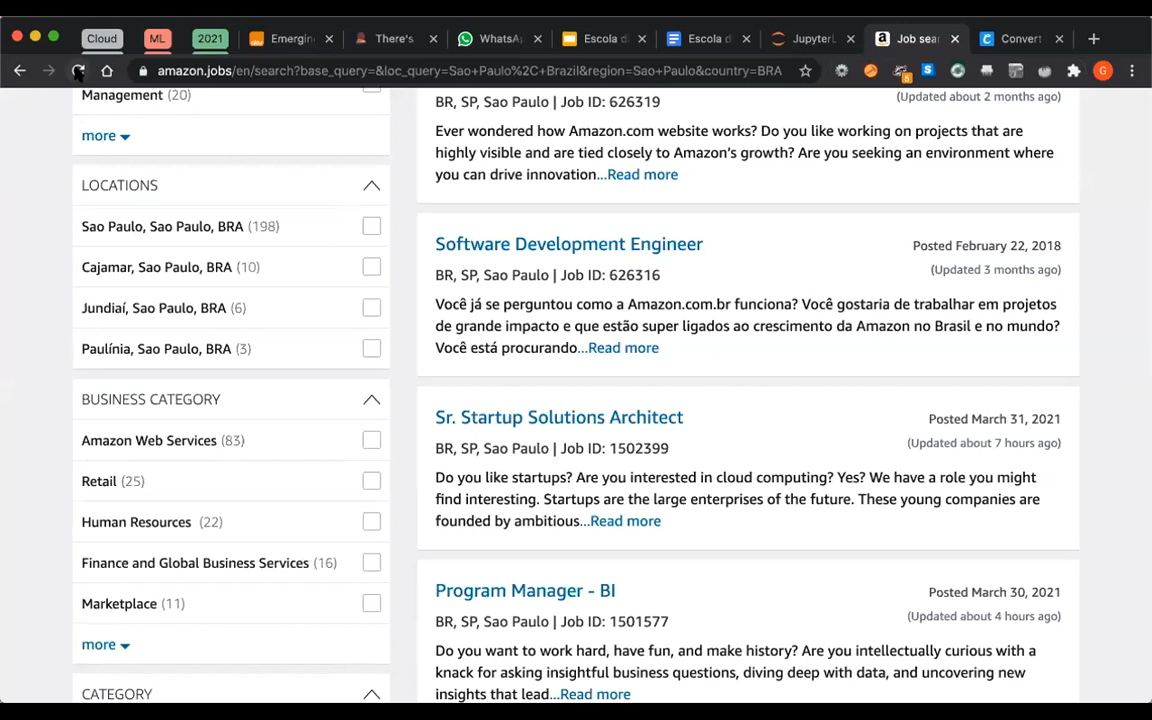 Cloud
ML
2021
Emergin
There's
WhatsA
Escola d
Escola d
JupyterL
Job sea
Convert
amazon.jobs/en/search?base_query=&loc_query=Sao+Paulo%2C+Brazil&region=Sao+Paulo&country=BRA
G
Management (20)
more
LOCATIONS
Sao Paulo, Sao Paulo, BRA (198)
Cajamar, Sao Paulo, BRA (10)
Jundiaí, Sao Paulo, BRA (6)
Paulínia, Sao Paulo, BRA (3)
BUSINESS CATEGORY
Amazon Web Services (83)
Retail (25)
Human Resources (22)
Finance and Global Business Services (16)
Marketplace (11)
more
CATEGORY
BR, SP, Sao Paulo | Job ID: 626319
(Updated about 2 months ago)
Ever wondered how Amazon.com website works? Do you like working on projects that are
highly visible and are tied closely to Amazon's growth? Are you seeking an environment where
you can drive innovation...Read more
Software Development Engineer
Posted February 22, 2018
BR, SP, Sao Paulo | Job ID: 626316
(Updated 3 months ago)
Você já se perguntou como a Amazon.com.br funciona? Você gostaria de trabalhar em projetos
de grande impacto e que estão super ligados ao crescimento da Amazon no Brasil e no mundo?
Você está procurando...Read more
Sr. Startup Solutions Architect
Posted March 31, 2021
BR, SP, Sao Paulo | Job ID: 1502399
(Updated about 7 hours ago)
Do you like startups? Are you interested in cloud computing? Yes? We have a role you might
find interesting. Startups are the large enterprises of the future. These young companies are
founded by ambitious...Read more
Program Manager - BI
Posted March 30, 2021
BR, SP, Sao Paulo | Job ID: 1501577
(Updated about 4 hours ago)
Do you want to work hard, have fun, and make history? Are you intellectually curious with a
knack for asking insightful business questions, diving deep with data, and uncovering new
insights that lead...Read more